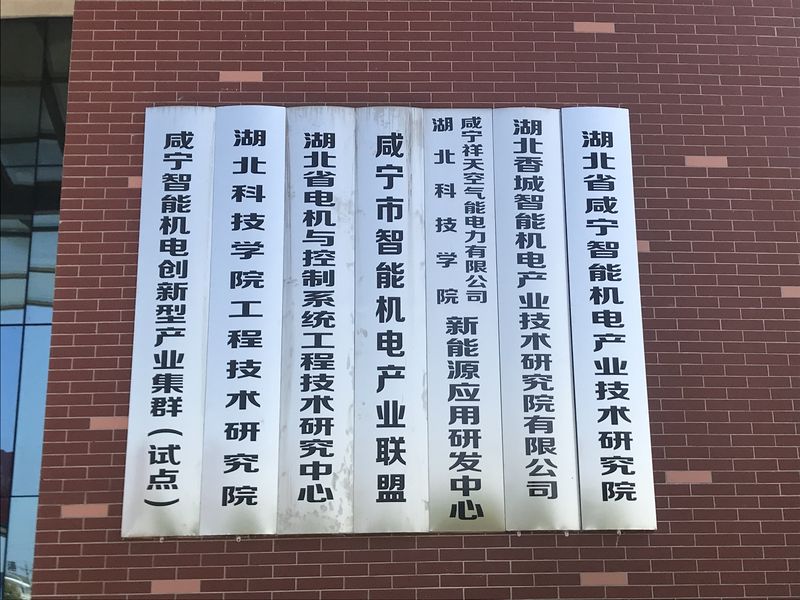 咸宁智能机电创新型产业集群（试点）
湖北科技学院工程技术研究院
湖北省电机与控制系统工程技术研究中心
咸宁市智能机电产业联盟
湖北科技学院
咸宁祥天空气能电力有限公司
新能源应用研发中心
湖北香城智能机电产业技术研究院有限公司
湖北省咸宁智能机电产业技术研究院